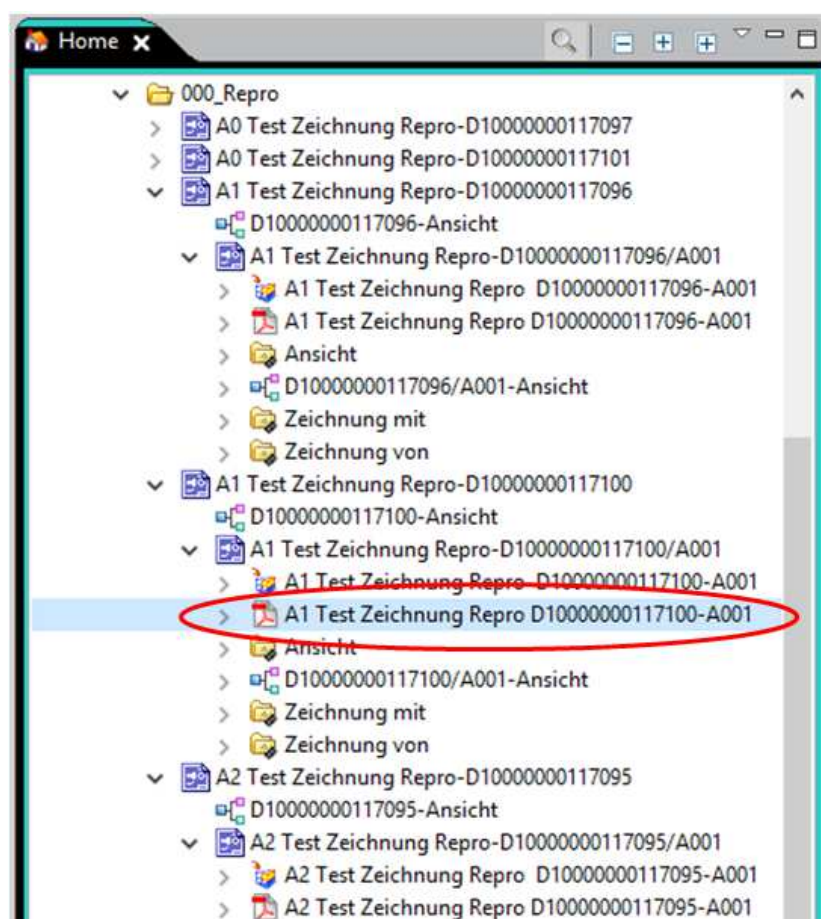 Home
000_Repro
A0 Test Zeichnung Repro-D10000000117097
A0 Test Zeichnung Repro-D10000000117101
A1 Test Zeichnung Repro-D10000000117096
D10000000117096-Ansicht
A1 Test Zeichnung Repro-D10000000117096/A001
A1 Test Zeichnung Repro  D10000000117096-A001
A1 Test Zeichnung Repro D10000000117096-A001
Ansicht
D10000000117096/A001-Ansicht
Zeichnung mit
Zeichnung von
A1 Test Zeichnung Repro-D10000000117100
D10000000117100-Ansicht
A1 Test Zeichnung Repro-D10000000117100/A001
A1 Test Zeichnung Repro  D10000000117100-A001
A1 Test Zeichnung Repro D10000000117100-A001
Ansicht
D10000000117100/A001-Ansicht
Zeichnung mit
Zeichnung von
A2 Test Zeichnung Repro-D10000000117095
D10000000117095-Ansicht
A2 Test Zeichnung Repro-D10000000117095/A001
A2 Test Zeichnung Repro  D10000000117095-A001
A2 Test Zeichnung Repro D10000000117095-A001